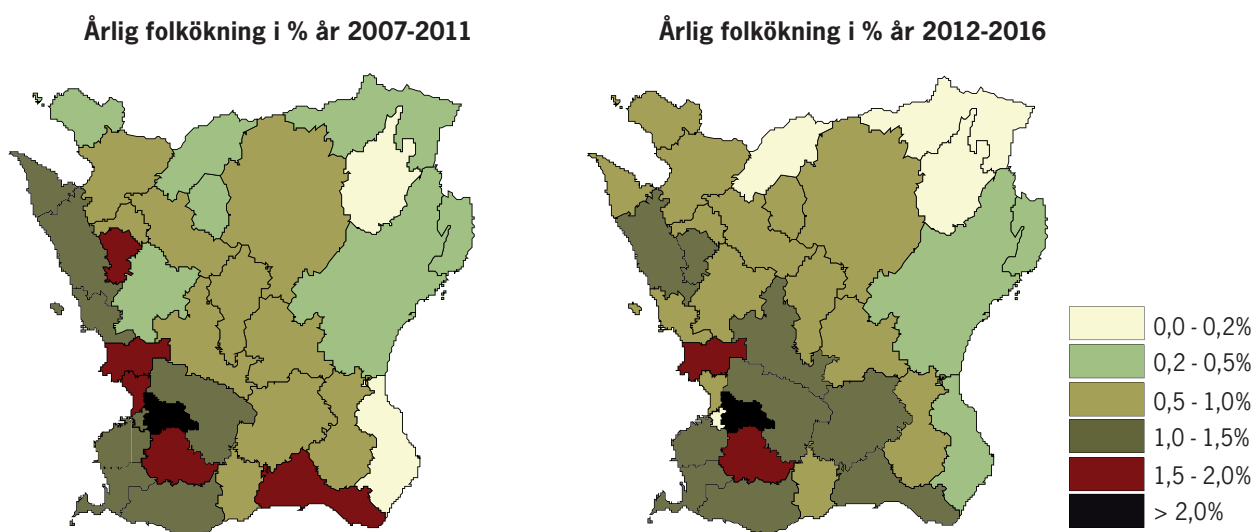 Årlig folkökning i % år 2007-2011
Årlig folkökning i % år 2012-2016
0,0 - 0,2%
0,2 - 0,5%
0,5 - 1,0%
1,0 - 1,5%
1,5 - 2,0%
> 2,0%